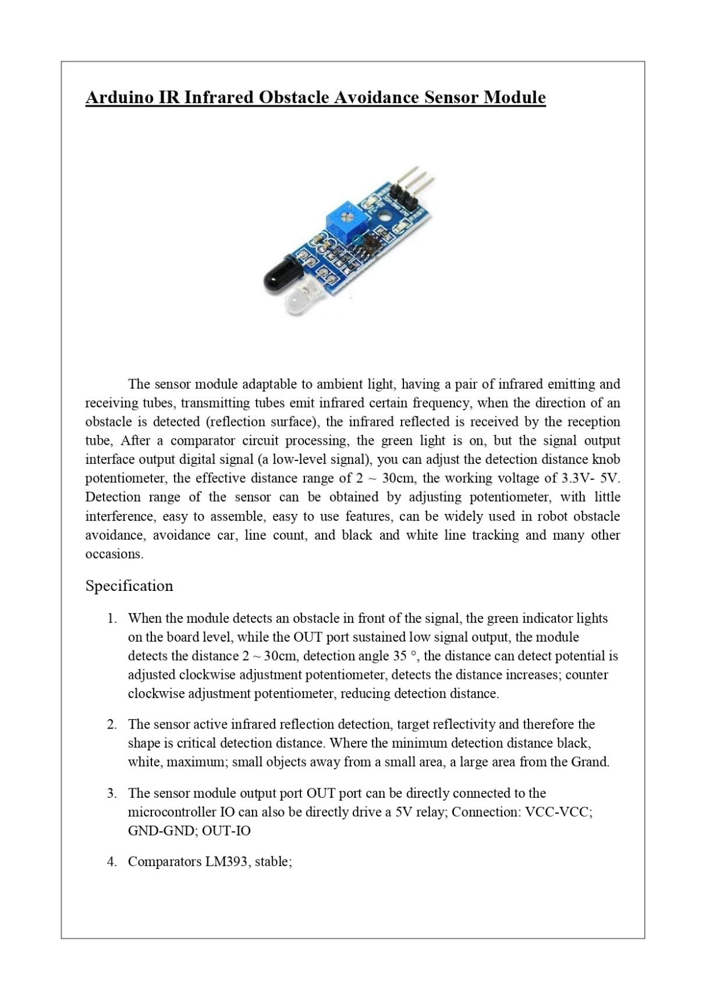 Arduino IR Infrared Obstacle Avoidance Sensor Module
The sensor module adaptable to ambient light, having a pair of infrared emitting and
receiving tubes, transmitting tubes emit infrared certain frequency, when the direction of an
obstacle is detected (reflection surface), the infrared reflected is received by the reception
tube, After a comparator circuit processing, the green light is on, but the signal output
interface output digital signal (a low-level signal), you can adjust the detection distance knob
potentiometer, the effective distance range of 2 ~ 30cm, the working voltage of 3.3V- 5V.
Detection range of the sensor can be obtained by adjusting potentiometer, with little
interference, easy to assemble, easy to use features, can be widely used in robot obstacle
avoidance, avoidance car, line count, and black and white line tracking and many other
occasions.
Specification
1. When the module detects an obstacle in front of the signal, the green indicator lights
on the board level, while the OUT port sustained low signal output, the module
detects the distance 2 ~ 30cm, detection angle 35 °, the distance can detect potential is
adjusted clockwise adjustment potentiometer, detects the distance increases; counter
clockwise adjustment potentiometer, reducing detection distance.
2. The sensor active infrared reflection detection, target reflectivity and therefore the
shape is critical detection distance. Where the minimum detection distance black,
white, maximum; small objects away from a small area, a large area from the Grand.
3. The sensor module output port OUT port can be directly connected to the
microcontroller IO can also be directly drive a 5V relay; Connection: VCC-VCC;
GND-GND; OUT-IO
4. Comparators LM393, stable;